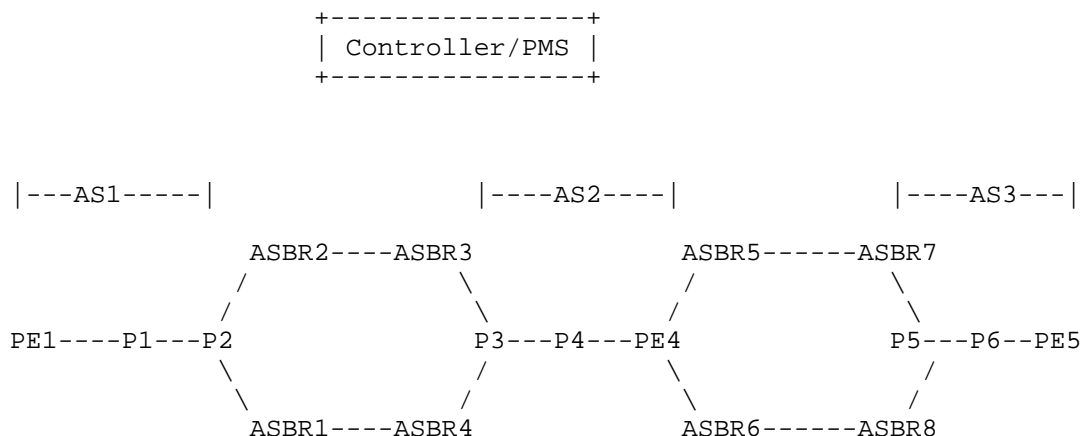 +----------------+
| Controller/PMS |
+----------------+
|---AS1-----| |----AS2----| |----AS3---|
ASBR2----ASBR3 ASBR5------ASBR7
/ \ / \
/ \ / \
PE1----P1---P2 P3---P4---PE4 P5---P6--PE5
\ / \ /
\ / \ /
ASBR1----ASBR4 ASBR6------ASBR8